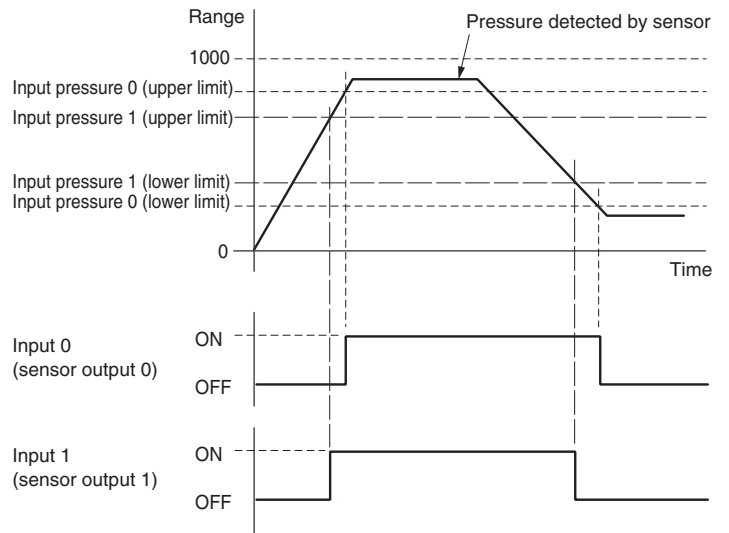 Range
Pressure detected by sensor
1000
Input pressure 0 (upper limit)
Input pressure 1 (upper limit)
Input pressure 1 (lower limit)
Input pressure 0 (lower limit)
0
Time
Input 0
(sensor output 0)
ON
OFF
Input 1
(sensor output 1)
ON
OFF